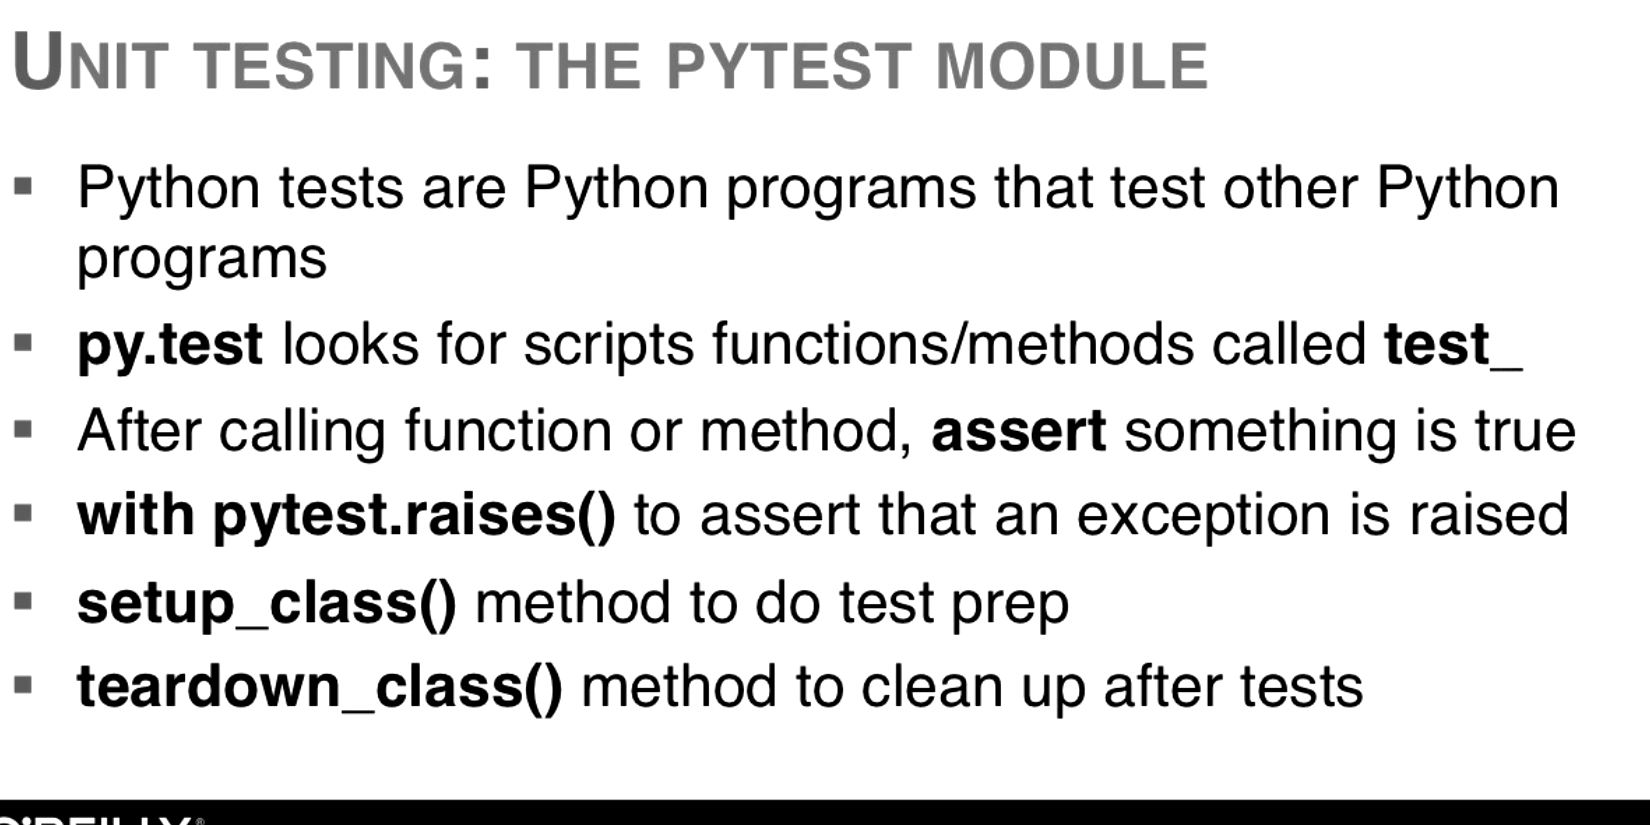 UNIT TESTING: THE PYTEST MODULE
▪ Python tests are Python programs that test other Python
programs
▪ py.test looks for scripts functions/methods called test_
▪ After calling function or method, assert something is true
▪ with pytest.raises() to assert that an exception is raised
▪ setup_class() method to do test prep
▪ teardown_class() method to clean up after tests
O'REILLY®